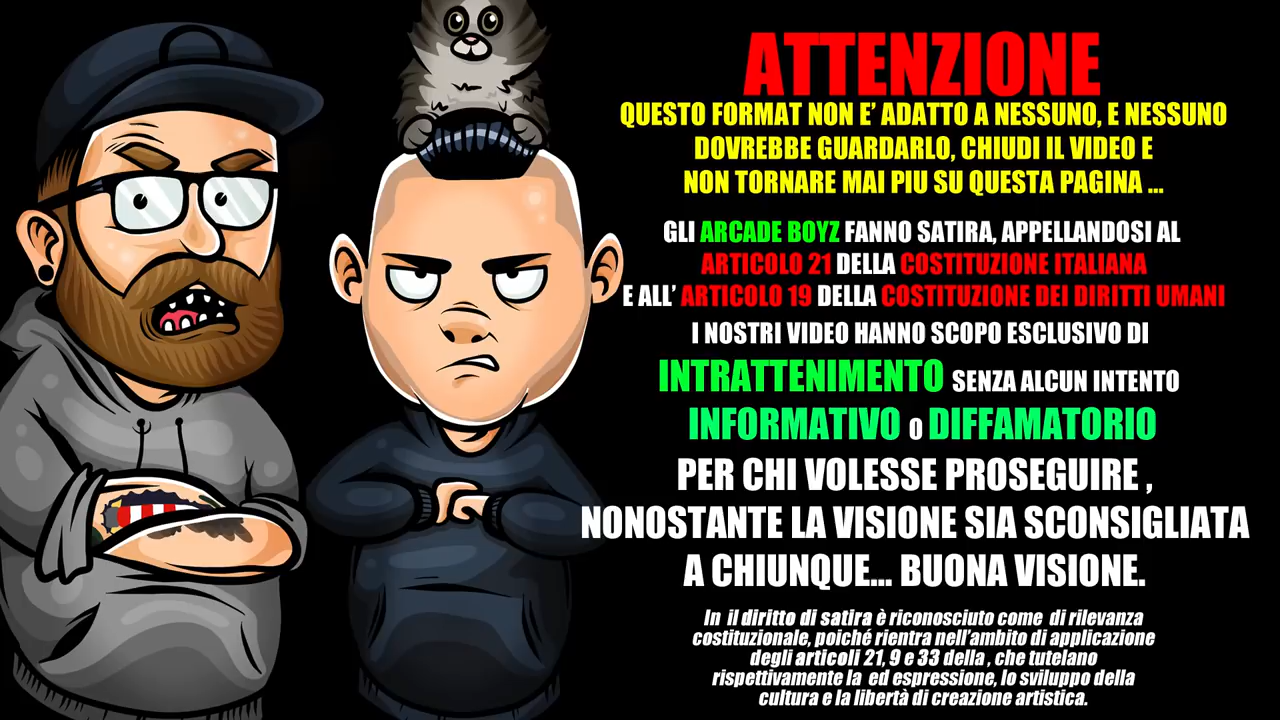 ATTENZIONE
QUESTO FORMAT NON E' ADATTO A NESSUNO, E NESSUNO
DOVREBBE GUARDARLO, CHIUDI IL VIDEO E
NON TORNARE MAI PIU SU QUESTA PAGINA ...
GLI ARCADE BOYZ FANNO SATIRA, APPELLANDOSI AL
ARTICOLO 21 DELLA COSTITUZIONE ITALIANA
E ALL' ARTICOLO 19 DELLA COSTITUZIONE DEI DIRITTI UMANI
I NOSTRI VIDEO HANNO SCOPO ESCLUSIVO DI
INTRATTENIMENTO SENZA ALCUN INTENTO
INFORMATIVO O DIFFAMATORIO
PER CHI VOLESSE PROSEGUIRE ,
NONOSTANTE LA VISIONE SIA SCONSIGLIATA
A CHIUNQUE... BUONA VISIONE.
In il diritto di satira è riconosciuto come di rilevanza
costituzionale, poiché rientra nell'ambito di applicazione
degli articoli 21, 9 e 33 della , che tutelano
rispettivamente la ed espressione, lo sviluppo della
cultura e la libertà di creazione artistica.